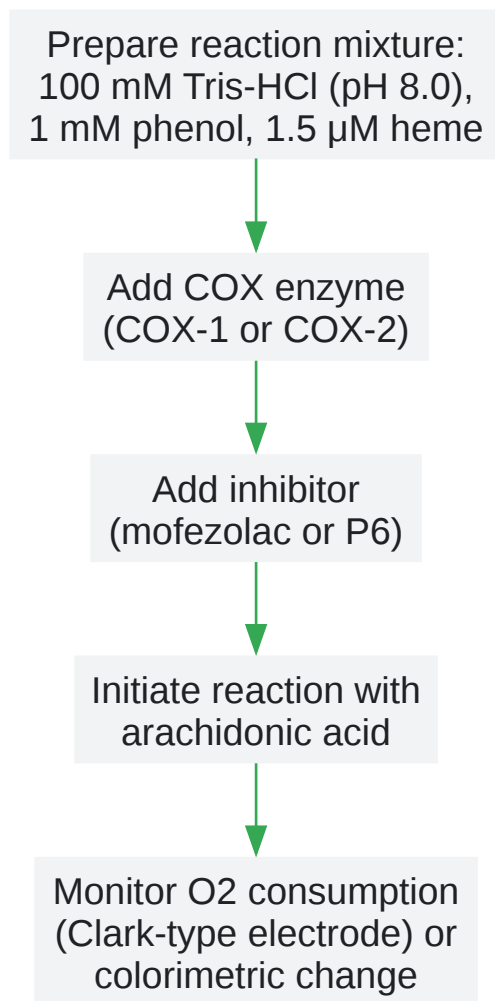 Prepare reaction mixture:
100 mM Tris-HCl (pH 8.0),
1 mM phenol, 1.5 μM heme
Add COX enzyme
(COX-1 or COX-2)
Add inhibitor
(mofezolac or P6)
Initiate reaction with
arachidonic acid
Monitor O2 consumption
(Clark-type electrode) or
colorimetric change